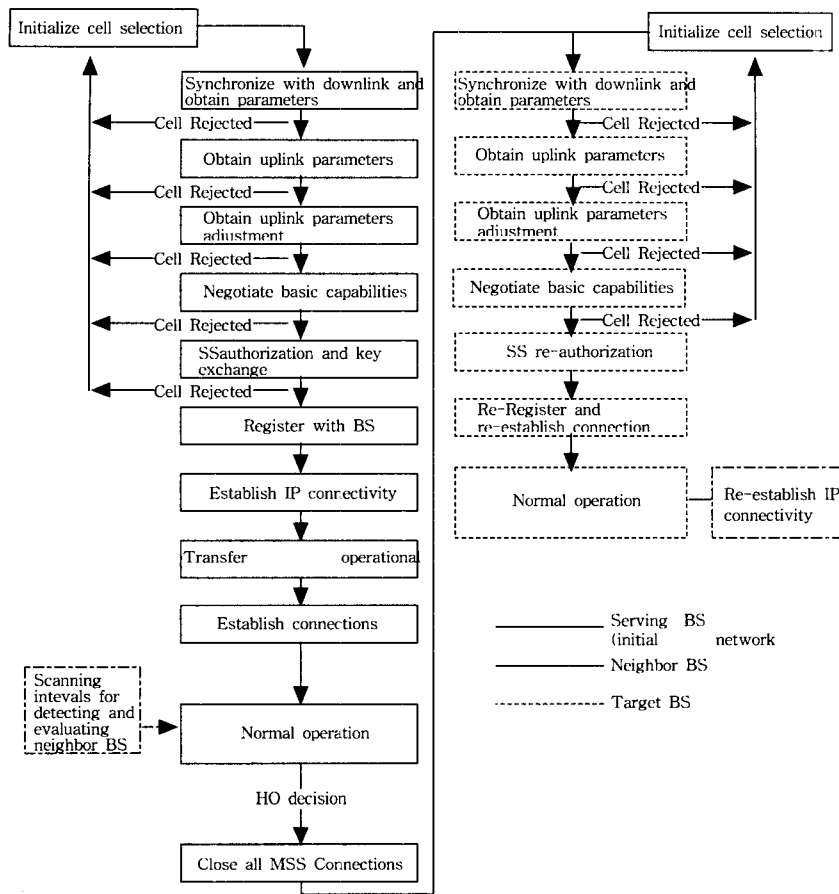 Initialize cell selection
Synchronize with downlink and
obtain parameters
Cell Rejected
Obtain uplink parameters
Cell Rejected
Obtain uplink parameters
adjustment
Cell Rejected
Negotiate basic capabilities
Cell Rejected
SSauthorization and key
exchange
Cell Rejected
Register with BS
Establish IP connectivity
Transfer operational
Establish connections
Scanning
intevals for
detecting and
evaluating
neighbor BS
Normal operation
HO decision
Close all MSS Connections
Initialize cell selection
Synchronize with downlink and
obtain parameters
Cell Rejected
Obtain uplink parameters
Cell Rejected
Obtain uplink parameters
adjustment
Cell Rejected
Negotiate basic capabilities
Cell Rejected
SS re-authorization
Re-Register and
re-establish connection
Normal operation
Re-establish IP
connectivity
Serving BS
(initial network
Neighbor BS
Target BS